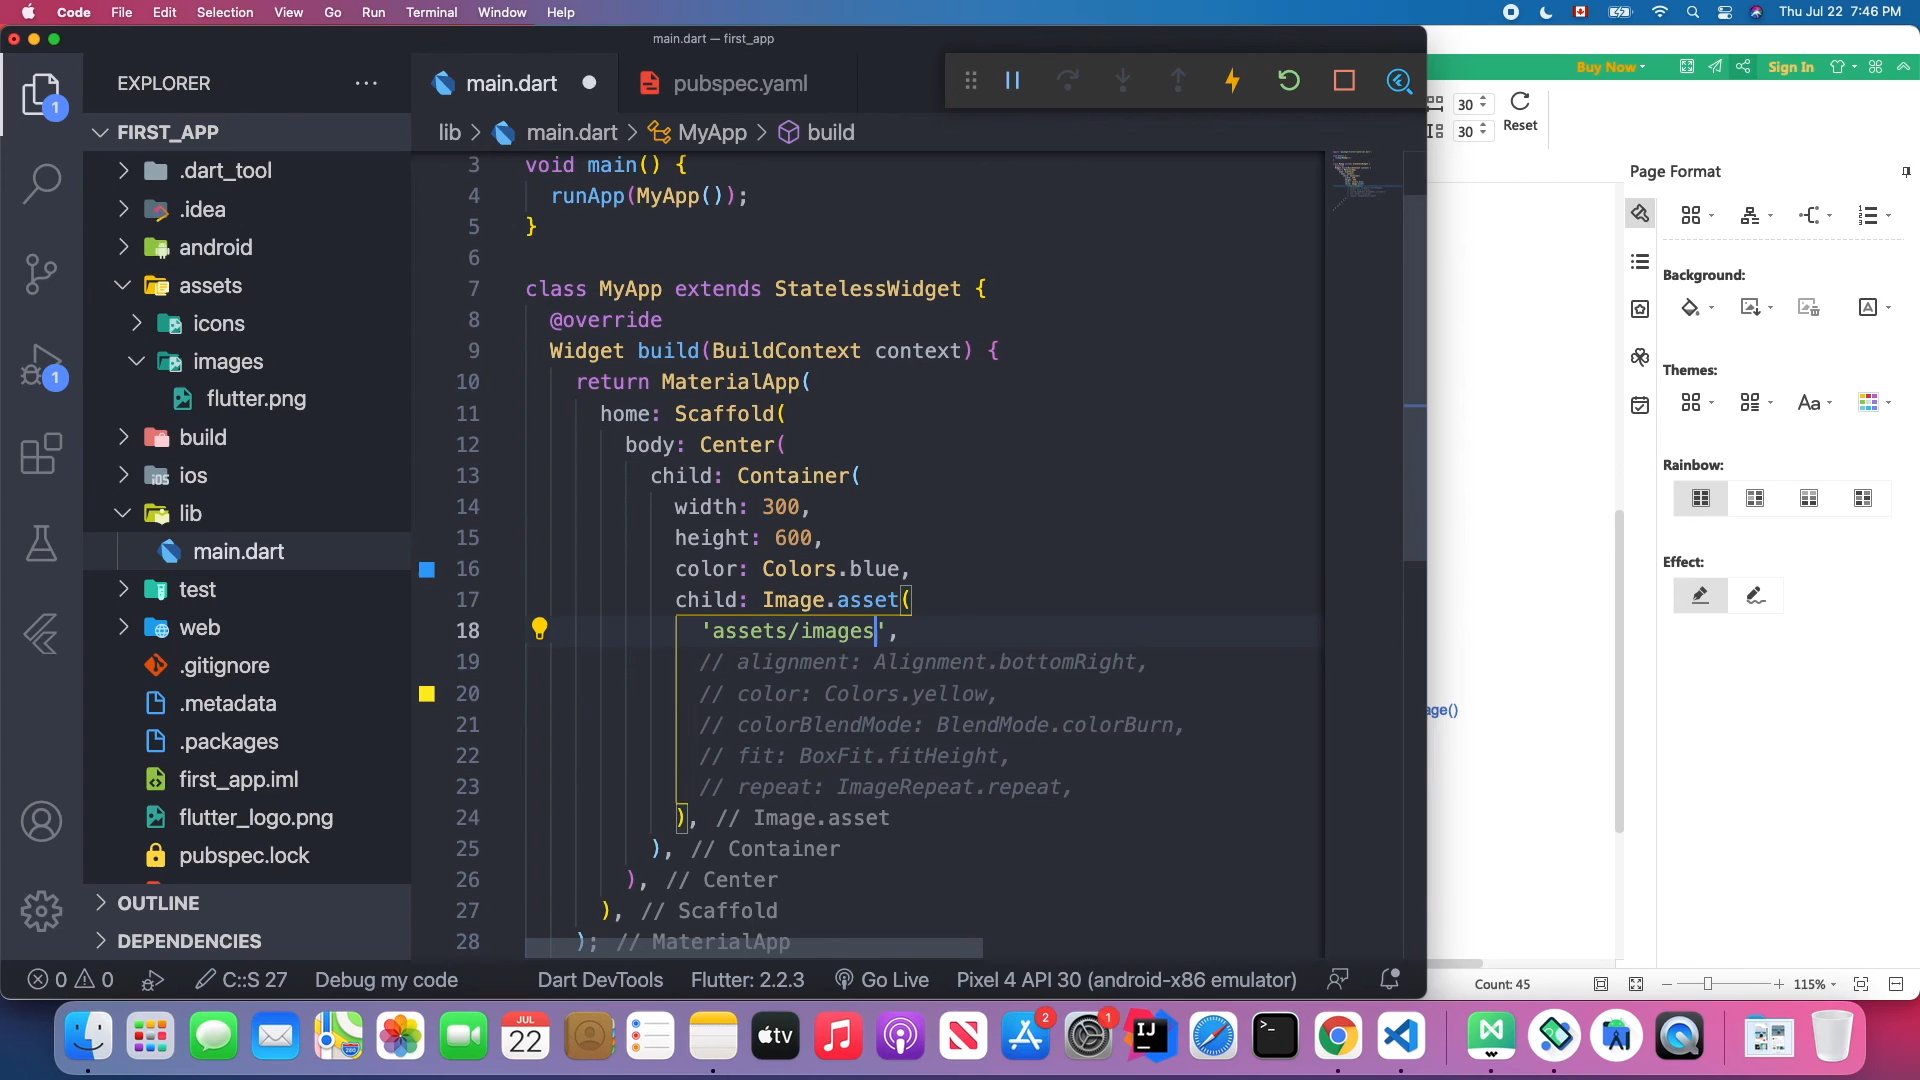 Code File Edit Selection View Go Run Terminal Window Help
Thu Jul 22 7:46 PM
main.dart — first_app
EXPLORER
1
FIRST_APP
.dart_tool
.idea
android
assets
icons
images
flutter.png
build
ios
lib
main.dart
test
web
.gitignore
.metadata
.packages
first_app.iml
flutter_logo.png
pubspec.lock
OUTLINE
DEPENDENCIES
1
main.dart
pubspec.yaml
lib > main.dart > MyApp > build
3 void main() {
4 runApp(MyApp());
5 }
6
7 class MyApp extends StatelessWidget {
8 @override
9 Widget build(BuildContext context) {
10 return MaterialApp(
11 home: Scaffold(
12 body: Center(
13 child: Container(
14 width: 300,
15 height: 600,
16 color: Colors.blue,
17 child: Image.asset(
18 'assets/images',
19 // alignment: Alignment.bottomRight,
20 // color: Colors.yellow,
21 // colorBlendMode: BlendMode.colorBurn,
22 // fit: BoxFit.fitHeight,
23 // repeat: ImageRepeat.repeat,
24 ), // Image.asset
25 ), // Container
26 ), // Center
27 ), // Scaffold
28 ); // MaterialApp
0 0 C::S 27 Debug my code Dart DevTools Flutter: 2.2.3 Go Live Pixel 4 API 30 (android-x86 emulator)
Buy Now
Sign In
30
30
Reset
Page Format
Background:
Themes:
Aa
Rainbow:
Effect:
age()
Count: 45
115%
JUL
22
tv
2
1
IJ